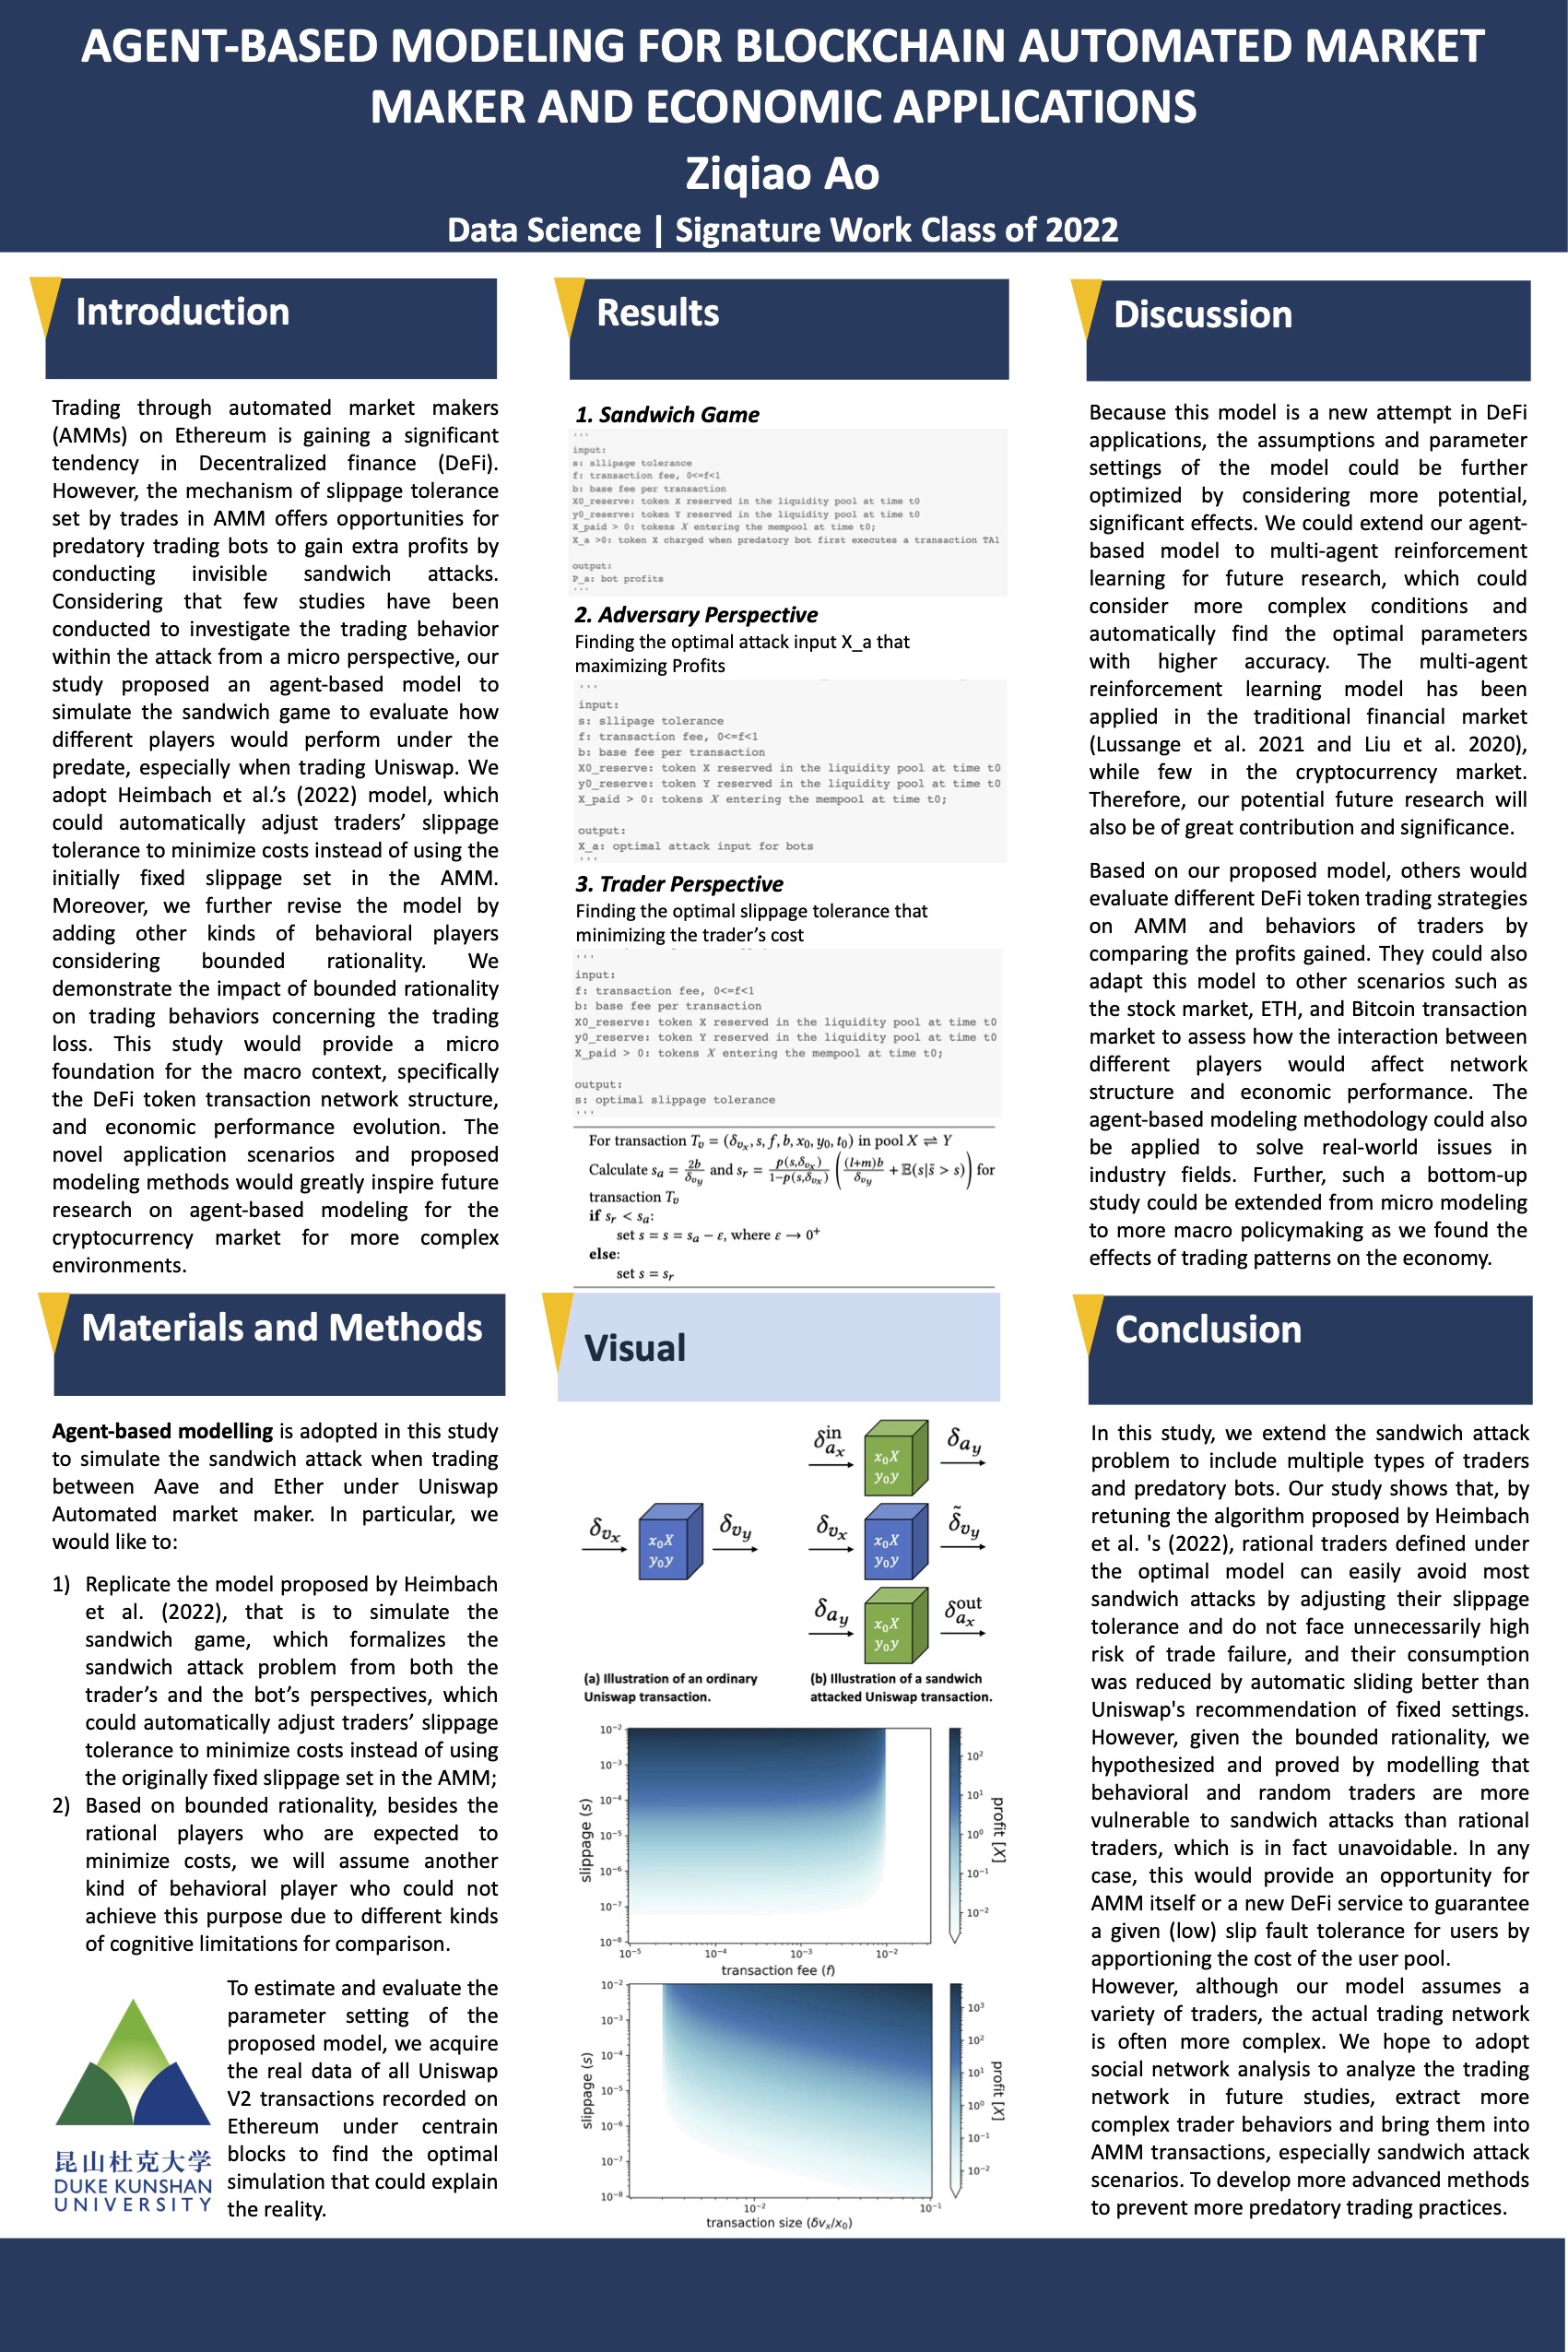 AGENT-BASED MODELING FOR BLOCKCHAIN AUTOMATED MARKET
MAKER AND ECONOMIC APPLICATIONS
Ziqiao Ao
Data Science | Signature Work Class of 2022
Introduction
Trading through automated market makers
(AMMs) on Ethereum is gaining a significant
tendency in Decentralized finance (DeFi).
However, the mechanism of slippage tolerance
set by trades in AMM offers opportunities for
predatory trading bots to gain extra profits by
conducting invisible sandwich attacks.
Considering that few studies have been
conducted to investigate the trading behavior
within the attack from a micro perspective, our
study proposed an agent-based model to
simulate the sandwich game to evaluate how
different players would perform under the
predate, especially when trading Uniswap. We
adopt Heimbach et al.’s (2022) model, which
could automatically adjust traders’ slippage
tolerance to minimize costs instead of using the
initially fixed slippage set in the AMM.
Moreover, we further revise the model by
adding other kinds of behavioral players
considering bounded rationality. We
demonstrate the impact of bounded rationality
on trading behaviors concerning the trading
loss. This study would provide a micro
foundation for the macro context, specifically
the DeFi token transaction network structure,
and economic performance evolution. The
novel application scenarios and proposed
modeling methods would greatly inspire future
research on agent-based modeling for the
cryptocurrency market for more complex
environments.
Materials and Methods
Agent-based modelling is adopted in this study
to simulate the sandwich attack when trading
between Aave and Ether under Uniswap
Automated market maker. In particular, we
would like to:
1) Replicate the model proposed by Heimbach
et al. (2022), that is to simulate the
sandwich game, which formalizes the
sandwich attack problem from both the
trader’s and the bot’s perspectives, which
could automatically adjust traders’ slippage
tolerance to minimize costs instead of using
the originally fixed slippage set in the AMM;
2) Based on bounded rationality, besides the
rational players who are expected to
minimize costs, we will assume another
kind of behavioral player who could not
achieve this purpose due to different kinds
of cognitive limitations for comparison.
To estimate and evaluate the
parameter setting of the
proposed model, we acquire
the real data of all Uniswap
V2 transactions recorded on
Ethereum under centrain
blocks to find the optimal
simulation that could explain
the reality.
昆山杜克大学
DUKE KUNSHAN
UNIVERSITY
Results
1. Sandwich Game
'''
input:
s: sllipage tolerance
f: transaction fee, 0<=f<1
b: base fee per transaction
X0_reserve: token X reserved in the liquidity pool at time t0
y0_reserve: token Y reserved in the liquidity pool at time t0
X_paid > 0: tokens X entering the mempool at time t0;
X_a >0: token X charged when predatory bot first executes a transaction TA1
output:
P_a: bot profits
'''
2. Adversary Perspective
Finding the optimal attack input X_a that
maximizing Profits
'''
input:
s: sllipage tolerance
f: transaction fee, 0<=f<1
b: base fee per transaction
X0_reserve: token X reserved in the liquidity pool at time t0
y0_reserve: token Y reserved in the liquidity pool at time t0
X_paid > 0: tokens X entering the mempool at time t0;
output:
X_a: optimal attack input for bots
'''
3. Trader Perspective
Finding the optimal slippage tolerance that
minimizing the trader’s cost
'''
input:
f: transaction fee, 0<=f<1
b: base fee per transaction
X0_reserve: token X reserved in the liquidity pool at time t0
y0_reserve: token Y reserved in the liquidity pool at time t0
X_paid > 0: tokens X entering the mempool at time t0;
output:
s: optimal slippage tolerance
'''
For transaction T_v = (δ_{v_x}, s, f, b, x_0, y_0, t_0) in pool X ⇌ Y
Calculate s_a = 2b/δ_{v_y} and s_r = p(s,δ_{v_x})/(1−p(s,δ_{v_x})) ((l+m)b/δ_{v_y} + 𝔼(s|s̃ > s)) for
transaction T_v
if s_r < s_a:
set s = s = s_a − ε, where ε → 0⁺
else:
set s = s_r
Visual
δ_{v_x} x₀X y₀y δ_{v_y}
δ^{in}_{a_x} x₀X y₀y δ_{a_y}
δ_{v_x} x₀X y₀y δ̃_{v_y}
δ_{a_y} x₀X y₀y δ^{out}_{a_x}
(a) Illustration of an ordinary
Uniswap transaction.
(b) Illustration of a sandwich
attacked Uniswap transaction.
slippage (s)
10⁻²
10⁻³
10⁻⁴
10⁻⁵
10⁻⁶
10⁻⁷
10⁻⁸
10⁻⁵ 10⁻⁴ 10⁻³ 10⁻²
transaction fee (f)
10²
10¹
10⁰
10⁻¹
10⁻²
profit [X]
slippage (s)
10⁻²
10⁻³
10⁻⁴
10⁻⁵
10⁻⁶
10⁻⁷
10⁻⁸
10⁻² 10⁻¹
transaction size (δv_x/x₀)
10³
10²
10¹
10⁰
10⁻¹
10⁻²
profit [X]
Discussion
Because this model is a new attempt in DeFi
applications, the assumptions and parameter
settings of the model could be further
optimized by considering more potential,
significant effects. We could extend our agent-
based model to multi-agent reinforcement
learning for future research, which could
consider more complex conditions and
automatically find the optimal parameters
with higher accuracy. The multi-agent
reinforcement learning model has been
applied in the traditional financial market
(Lussange et al. 2021 and Liu et al. 2020),
while few in the cryptocurrency market.
Therefore, our potential future research will
also be of great contribution and significance.
Based on our proposed model, others would
evaluate different DeFi token trading strategies
on AMM and behaviors of traders by
comparing the profits gained. They could also
adapt this model to other scenarios such as
the stock market, ETH, and Bitcoin transaction
market to assess how the interaction between
different players would affect network
structure and economic performance. The
agent-based modeling methodology could also
be applied to solve real-world issues in
industry fields. Further, such a bottom-up
study could be extended from micro modeling
to more macro policymaking as we found the
effects of trading patterns on the economy.
Conclusion
In this study, we extend the sandwich attack
problem to include multiple types of traders
and predatory bots. Our study shows that, by
retuning the algorithm proposed by Heimbach
et al. 's (2022), rational traders defined under
the optimal model can easily avoid most
sandwich attacks by adjusting their slippage
tolerance and do not face unnecessarily high
risk of trade failure, and their consumption
was reduced by automatic sliding better than
Uniswap's recommendation of fixed settings.
However, given the bounded rationality, we
hypothesized and proved by modelling that
behavioral and random traders are more
vulnerable to sandwich attacks than rational
traders, which is in fact unavoidable. In any
case, this would provide an opportunity for
AMM itself or a new DeFi service to guarantee
a given (low) slip fault tolerance for users by
apportioning the cost of the user pool.
However, although our model assumes a
variety of traders, the actual trading network
is often more complex. We hope to adopt
social network analysis to analyze the trading
network in future studies, extract more
complex trader behaviors and bring them into
AMM transactions, especially sandwich attack
scenarios. To develop more advanced methods
to prevent more predatory trading practices.